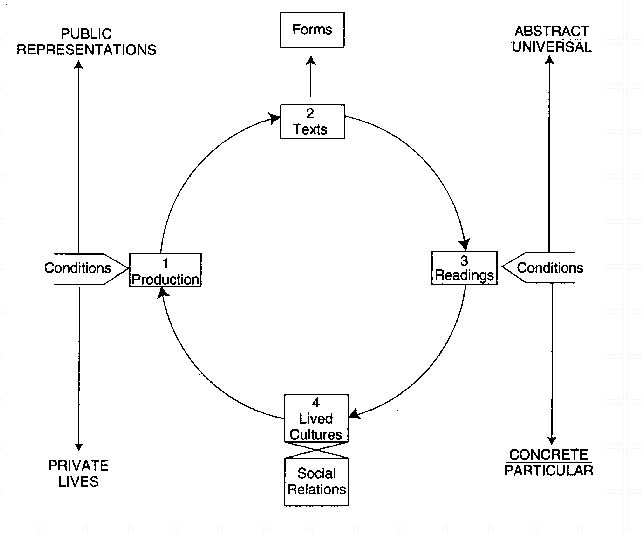 Forms
PUBLIC
REPRESENTATIONS
ABSTRACT
UNIVERSAL
2
Texts
Conditions
1
Production
3
Readings
Conditions
4
Lived
Cultures
Social
Relations
PRIVATE
LIVES
CONCRETE
PARTICULAR